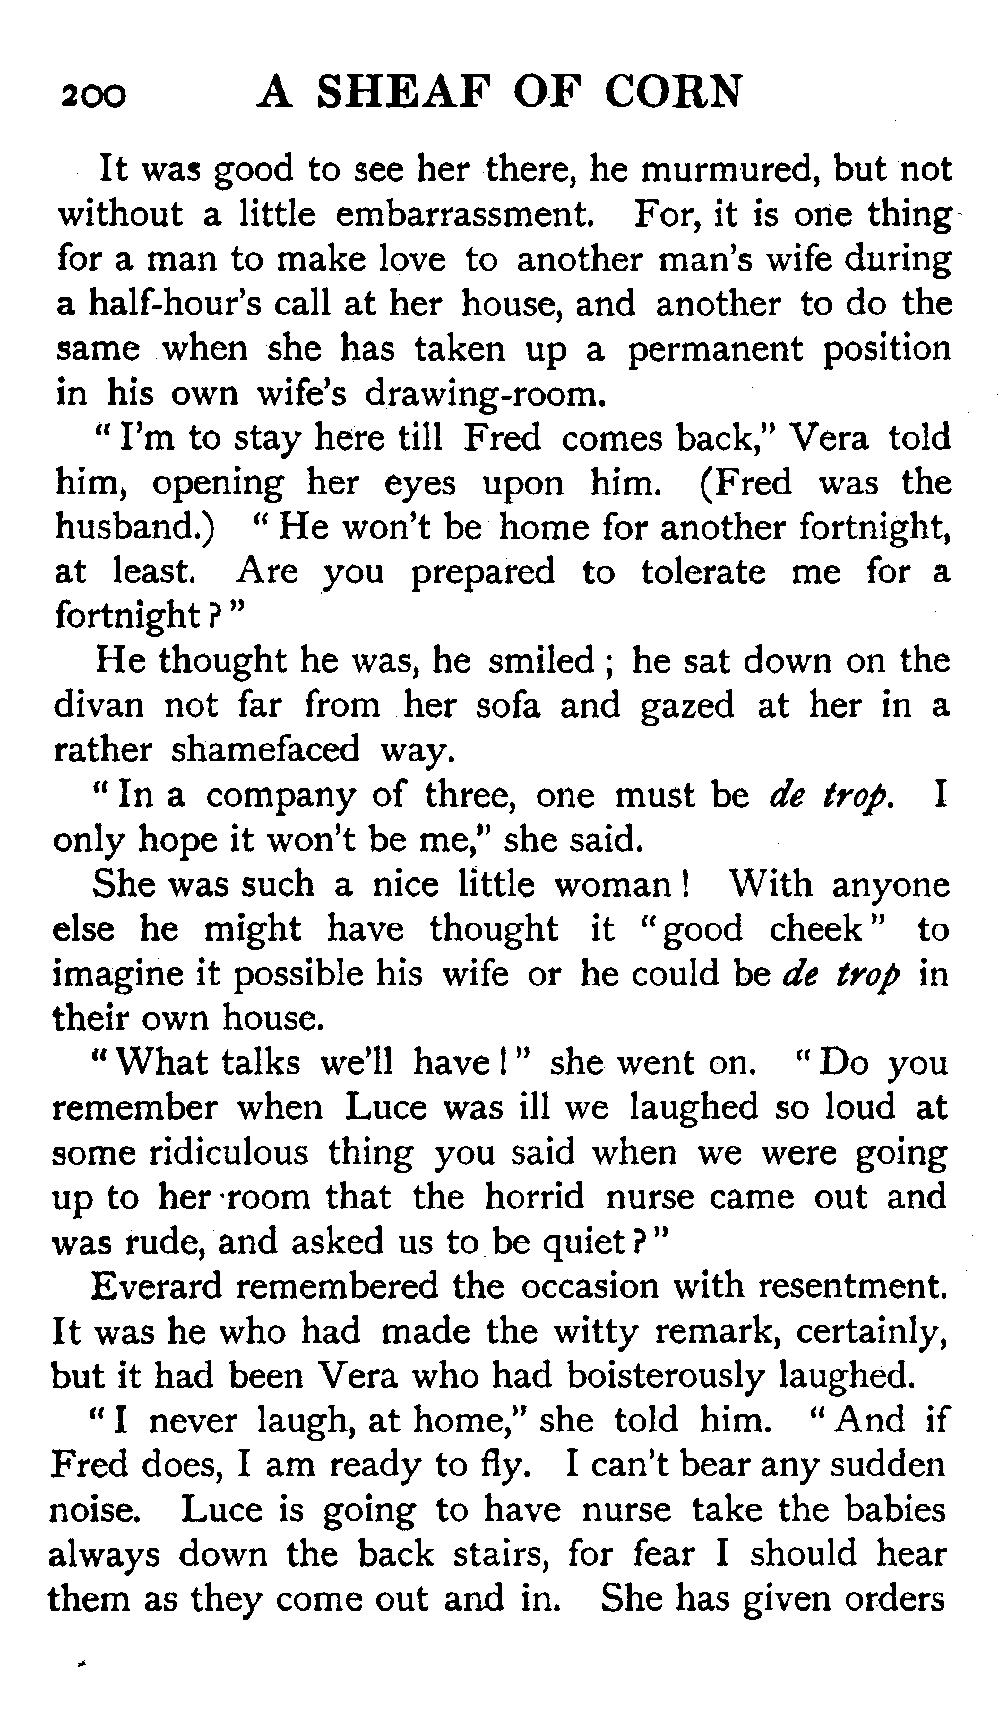 200 A SHEAF OF CORN
It was good to see her there, he murmured, but not
without a little embarrassment. For, it is one thing
for a man to make love to another man's wife during
a half-hour's call at her house, and another to do the
same when she has taken up a permanent position
in his own wife's drawing-room.
"I'm to stay here till Fred comes back," Vera told
him, opening her eyes upon him. (Fred was the
husband.) "He won't be home for another fortnight,
at least. Are you prepared to tolerate me for a
fortnight?"
He thought he was, he smiled; he sat down on the
divan not far from her sofa and gazed at her in a
rather shamefaced way.
"In a company of three, one must be de trop. I
only hope it won't be me," she said.
She was such a nice little woman! With anyone
else he might have thought it "good cheek" to
imagine it possible his wife or he could be de trop in
their own house.
"What talks we'll have!" she went on. "Do you
remember when Luce was ill we laughed so loud at
some ridiculous thing you said when we were going
up to her room that the horrid nurse came out and
was rude, and asked us to be quiet?"
Everard remembered the occasion with resentment.
It was he who had made the witty remark, certainly,
but it had been Vera who had boisterously laughed.
"I never laugh, at home," she told him. "And if
Fred does, I am ready to fly. I can't bear any sudden
noise. Luce is going to have nurse take the babies
always down the back stairs, for fear I should hear
them as they come out and in. She has given orders